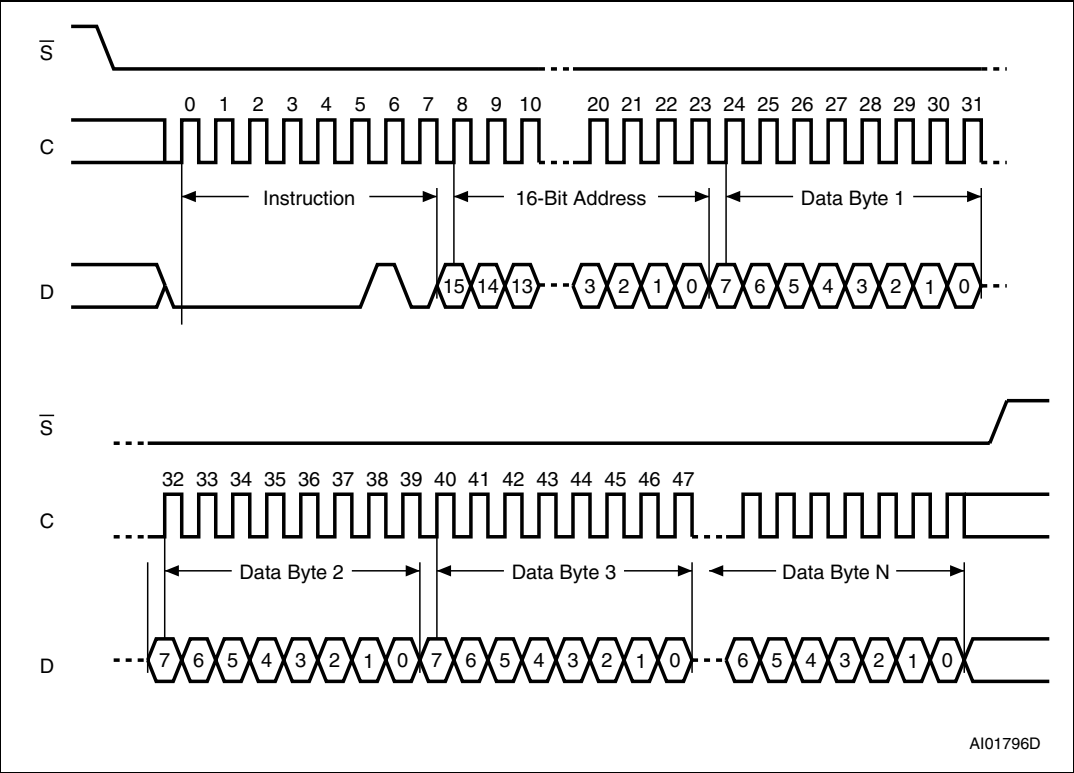 S̅
0 1 2 3 4 5 6 7 8 9 10 20 21 22 23 24 25 26 27 28 29 30 31
C
Instruction 16-Bit Address Data Byte 1
D 15 14 13 3 2 1 0 7 6 5 4 3 2 1 0
S̅
32 33 34 35 36 37 38 39 40 41 42 43 44 45 46 47
C
Data Byte 2 Data Byte 3 Data Byte N
D 7 6 5 4 3 2 1 0 7 6 5 4 3 2 1 0 6 5 4 3 2 1 0
AI01796D